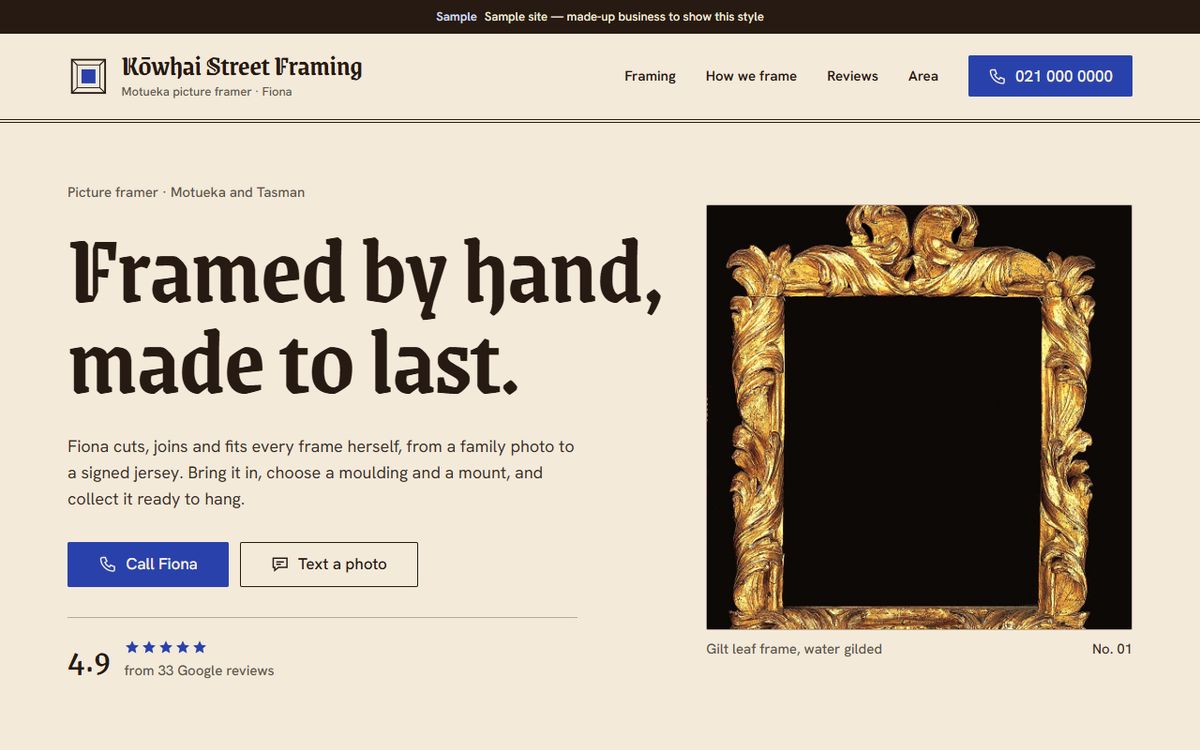 Sample Sample site — made-up business to show this style
Kōwhai Street Framing
Motueka picture framer · Fiona
Framing How we frame Reviews Area 021 000 0000
Picture framer · Motueka and Tasman
Framed by hand,
made to last.
Fiona cuts, joins and fits every frame herself, from a family photo to
a signed jersey. Bring it in, choose a moulding and a mount, and
collect it ready to hang.
Call Fiona Text a photo
4.9
from 33 Google reviews
Gilt leaf frame, water gilded No. 01